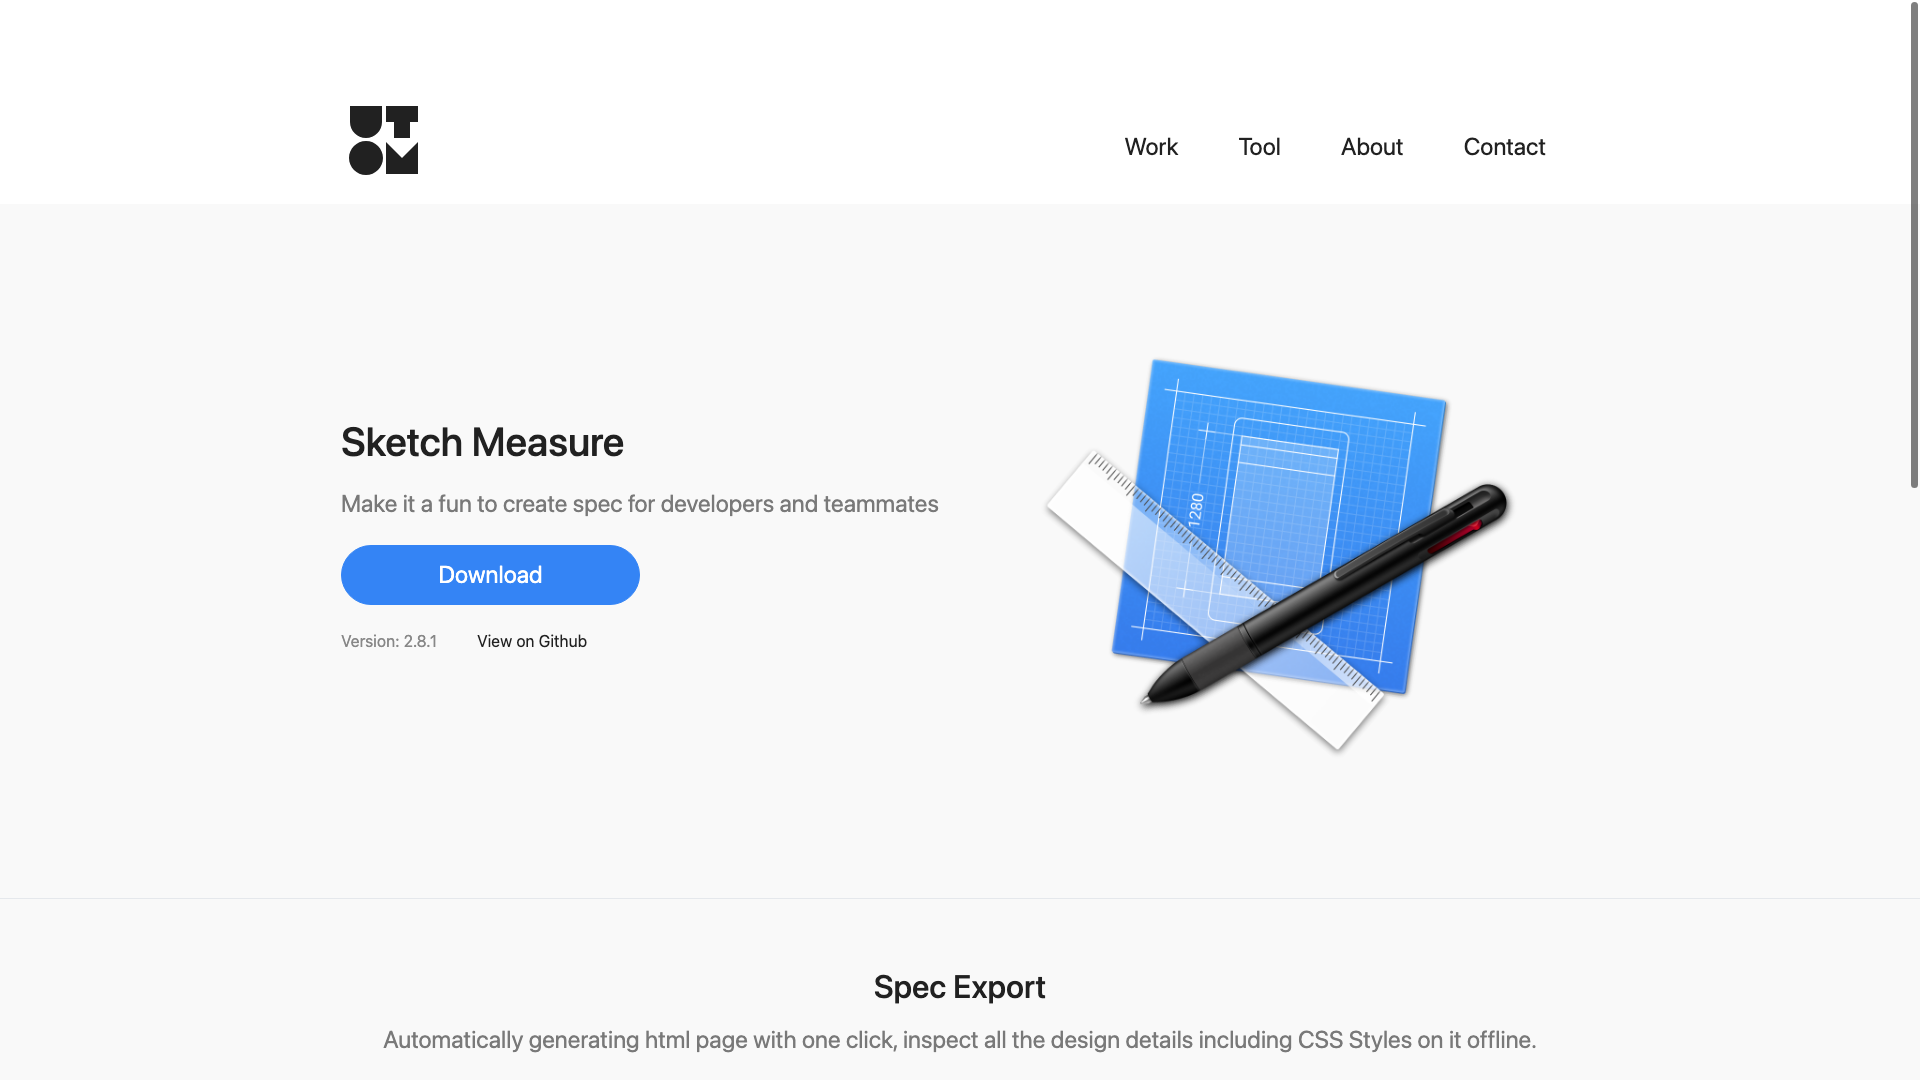 UT
OM
Work
Tool
About
Contact
Sketch Measure
Make it a fun to create spec for developers and teammates
Download
Version: 2.8.1
View on Github
1280
Spec Export
Automatically generating html page with one click, inspect all the design details including CSS Styles on it offline.